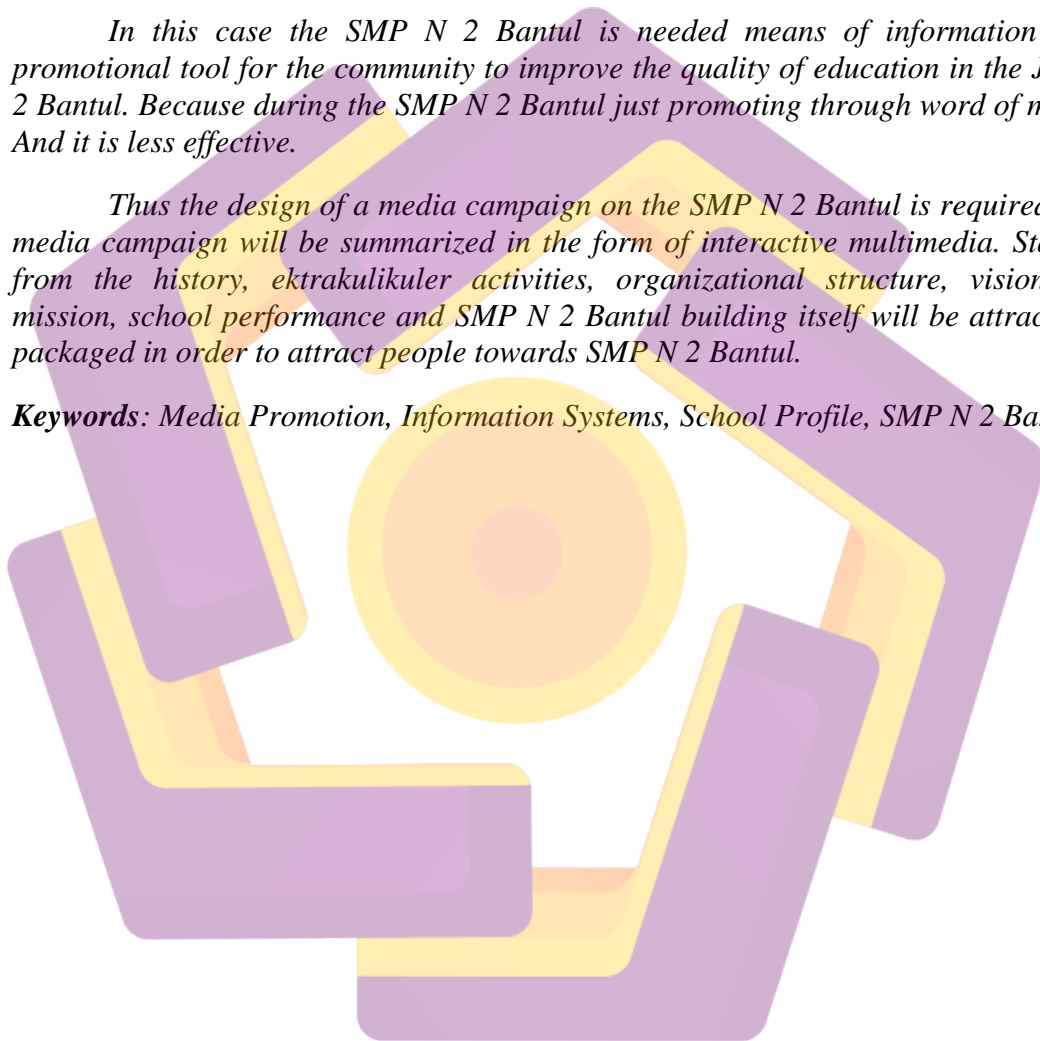 In this case the SMP N 2 Bantul is needed means of information
promotional tool for the community to improve the quality of education in the
2 Bantul. Because during the SMP N 2 Bantul just promoting through word of
And it is less effective.
Thus the design of a media campaign on the SMP N 2 Bantul is required
media campaign will be summarized in the form of interactive multimedia.
from the history, ektrakulikuler activities, organizational structure, vision
mission, school performance and SMP N 2 Bantul building itself will be
packaged in order to attract people towards SMP N 2 Bantul.
Keywords: Media Promotion, Information Systems, School Profile, SMP N 2